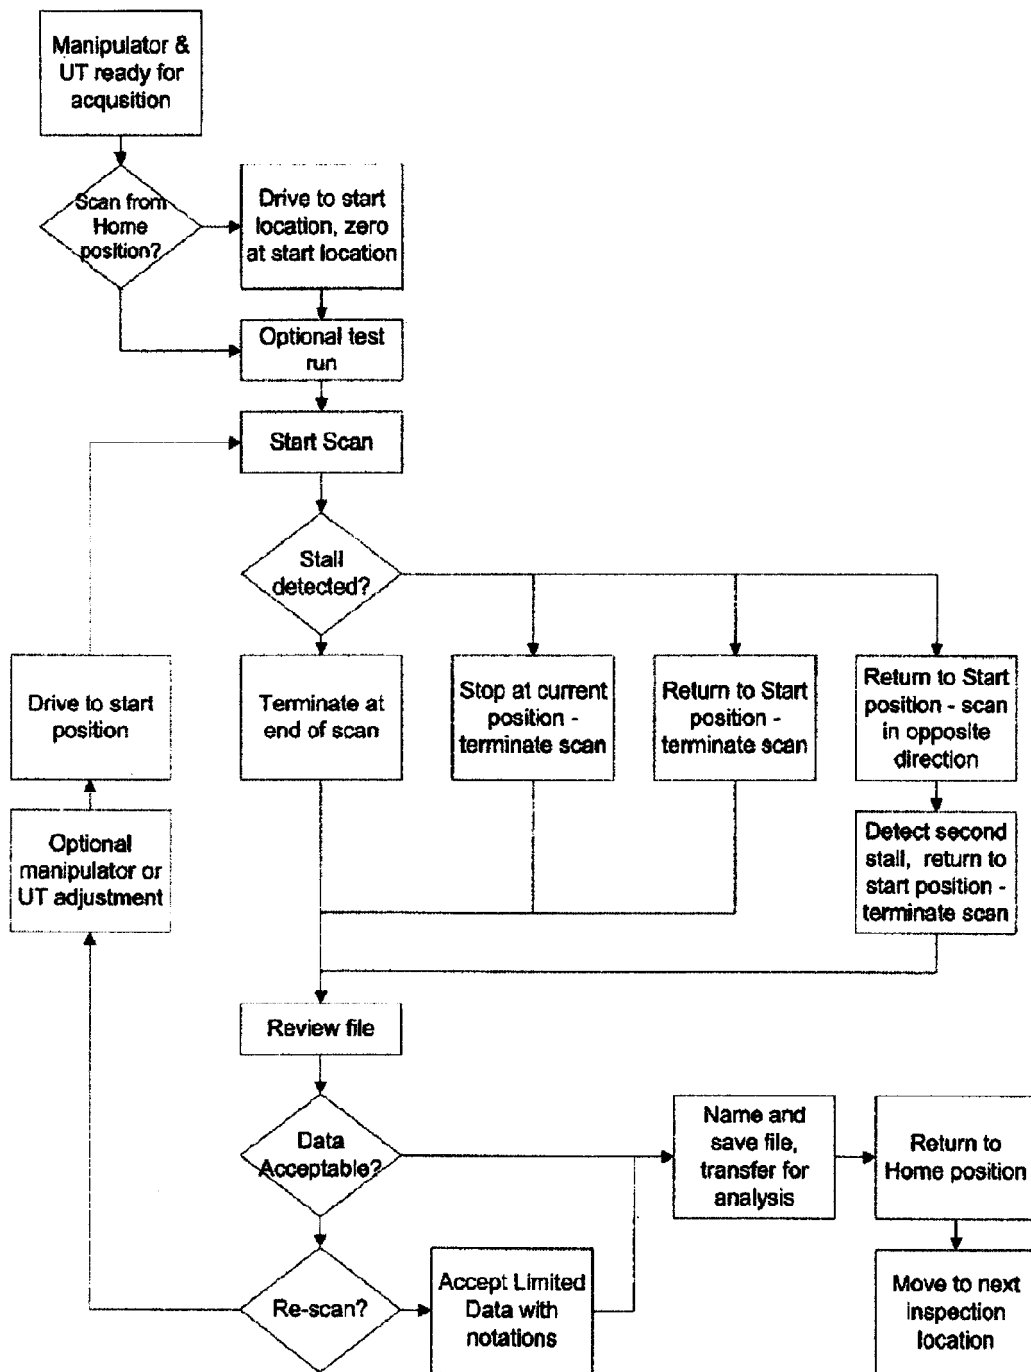 Manipulator &
UT ready for
acqusition
Scan from
Home
position?
Drive to start
location, zero
at start location
Optional test
run
Start Scan
Stall
detected?
Drive to start
position
Terminate at
end of scan
Stop at current
position -
terminate scan
Return to Start
position -
terminate scan
Return to Start
position - scan
in opposite
direction
Optional
manipulator or
UT adjustment
Detect second
stall, return to
start position -
terminate scan
Review file
Data
Acceptable?
Name and
save file,
transfer for
analysis
Return to
Home position
Re-scan?
Accept Limited
Data with
notations
Move to next
inspection
location